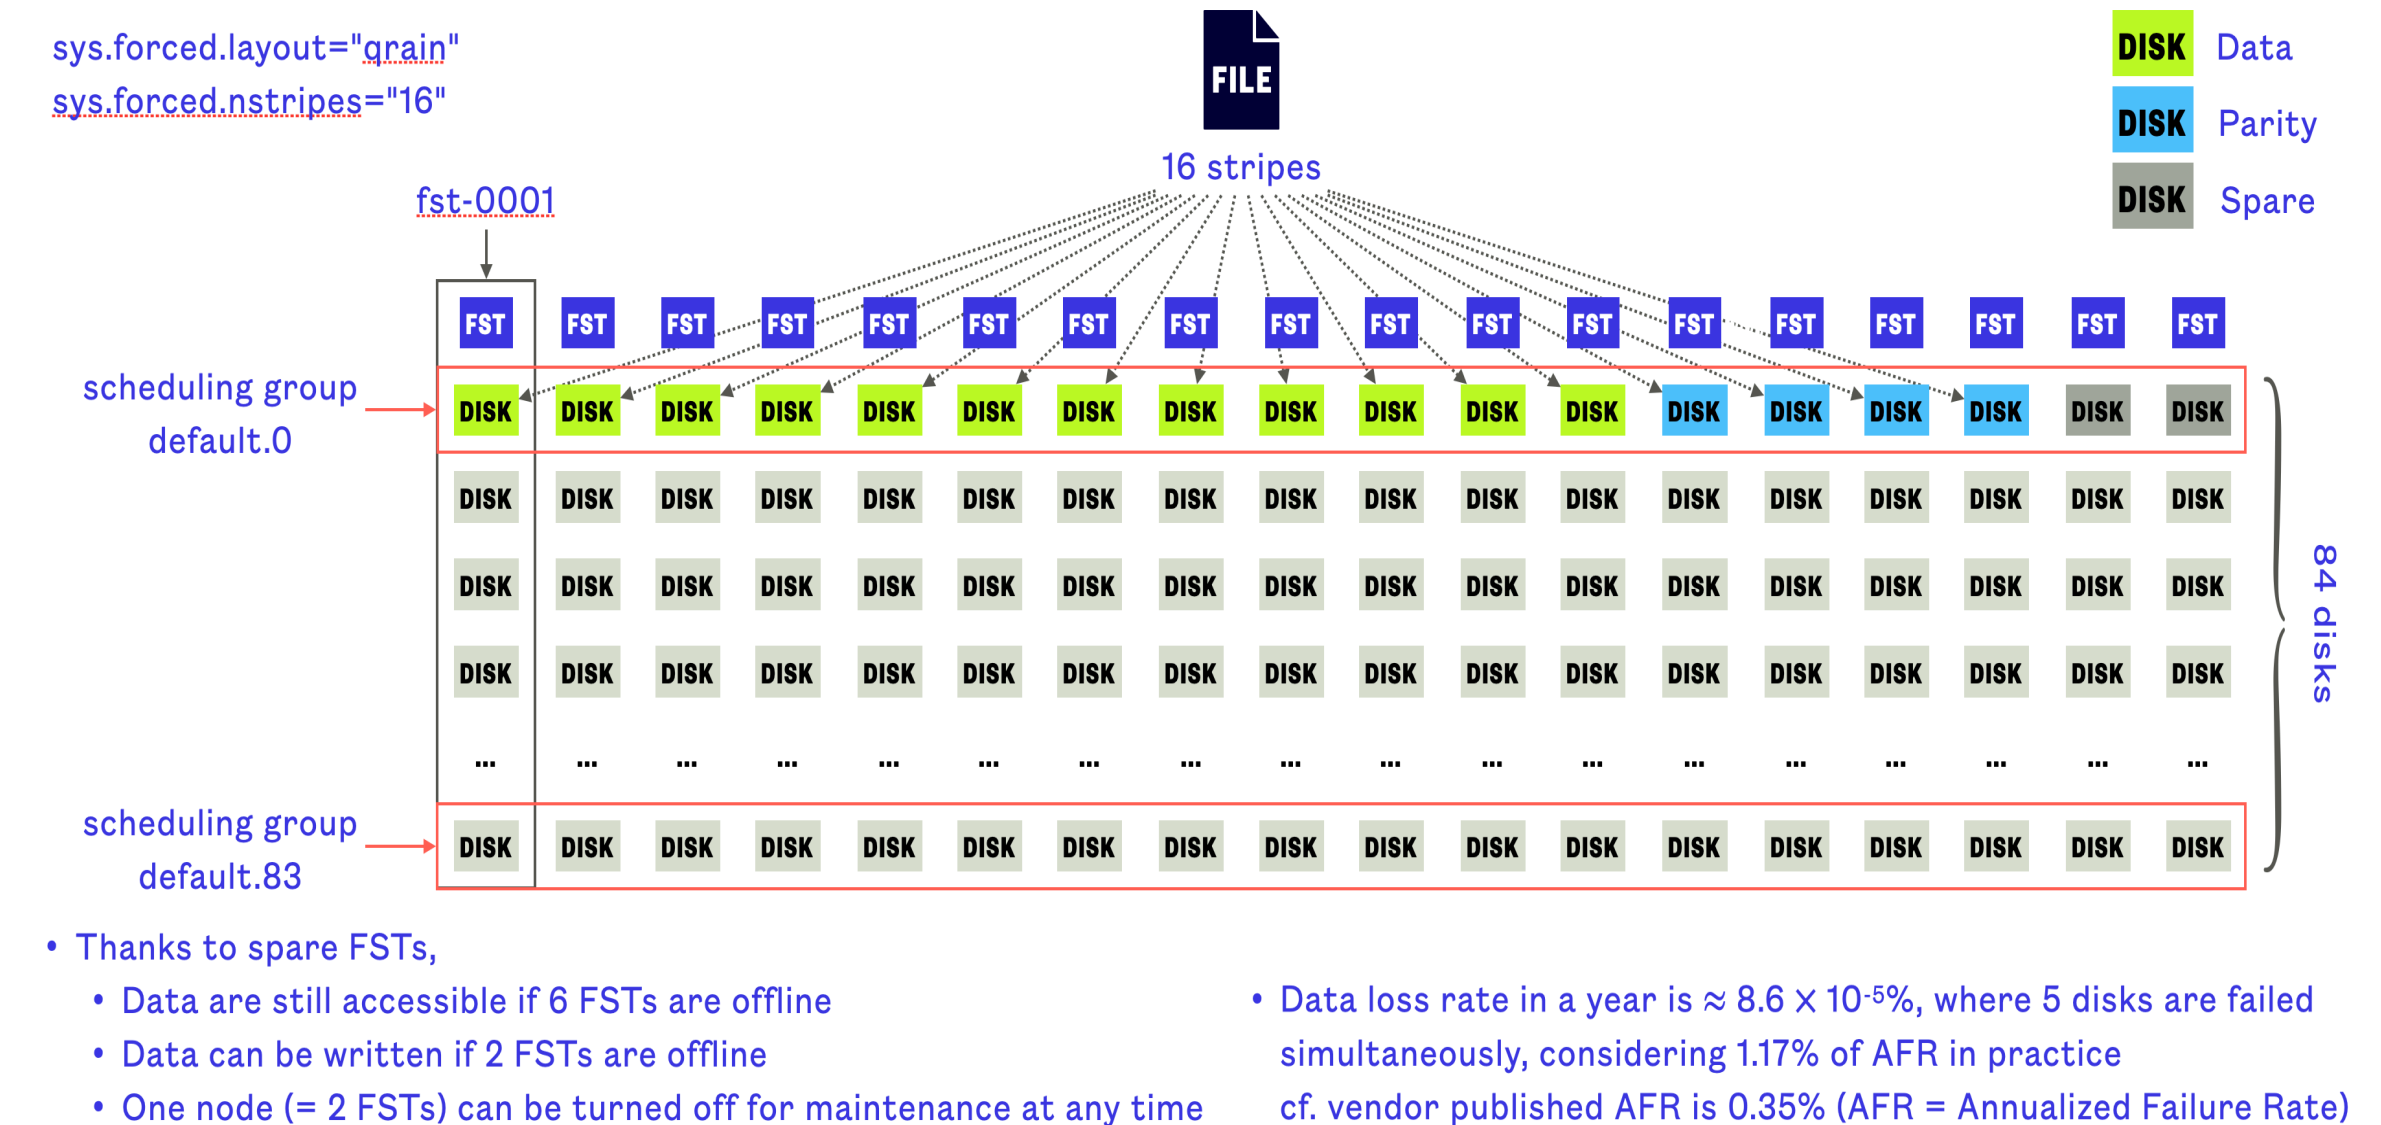 sys.forced.layout="qrain"
sys.forced.nstripes="16"
FILE
16 stripes
DISK Data
DISK Parity
DISK Spare
fst-0001
FST FST FST FST FST FST FST FST FST FST FST FST FST FST FST FST FST FST
scheduling group
default.0
DISK DISK DISK DISK DISK DISK DISK DISK DISK DISK DISK DISK DISK DISK DISK DISK DISK DISK
DISK DISK DISK DISK DISK DISK DISK DISK DISK DISK DISK DISK DISK DISK DISK DISK DISK DISK
DISK DISK DISK DISK DISK DISK DISK DISK DISK DISK DISK DISK DISK DISK DISK DISK DISK DISK
DISK DISK DISK DISK DISK DISK DISK DISK DISK DISK DISK DISK DISK DISK DISK DISK DISK DISK
... ... ... ... ... ... ... ... ... ... ... ... ... ... ... ... ... ...
scheduling group
default.83
DISK DISK DISK DISK DISK DISK DISK DISK DISK DISK DISK DISK DISK DISK DISK DISK DISK DISK
84 disks
• Thanks to spare FSTs,
• Data are still accessible if 6 FSTs are offline
• Data can be written if 2 FSTs are offline
• One node (= 2 FSTs) can be turned off for maintenance at any time
• Data loss rate in a year is ≈ 8.6 × 10⁻⁵%, where 5 disks are failed
simultaneously, considering 1.17% of AFR in practice
cf. vendor published AFR is 0.35% (AFR = Annualized Failure Rate)